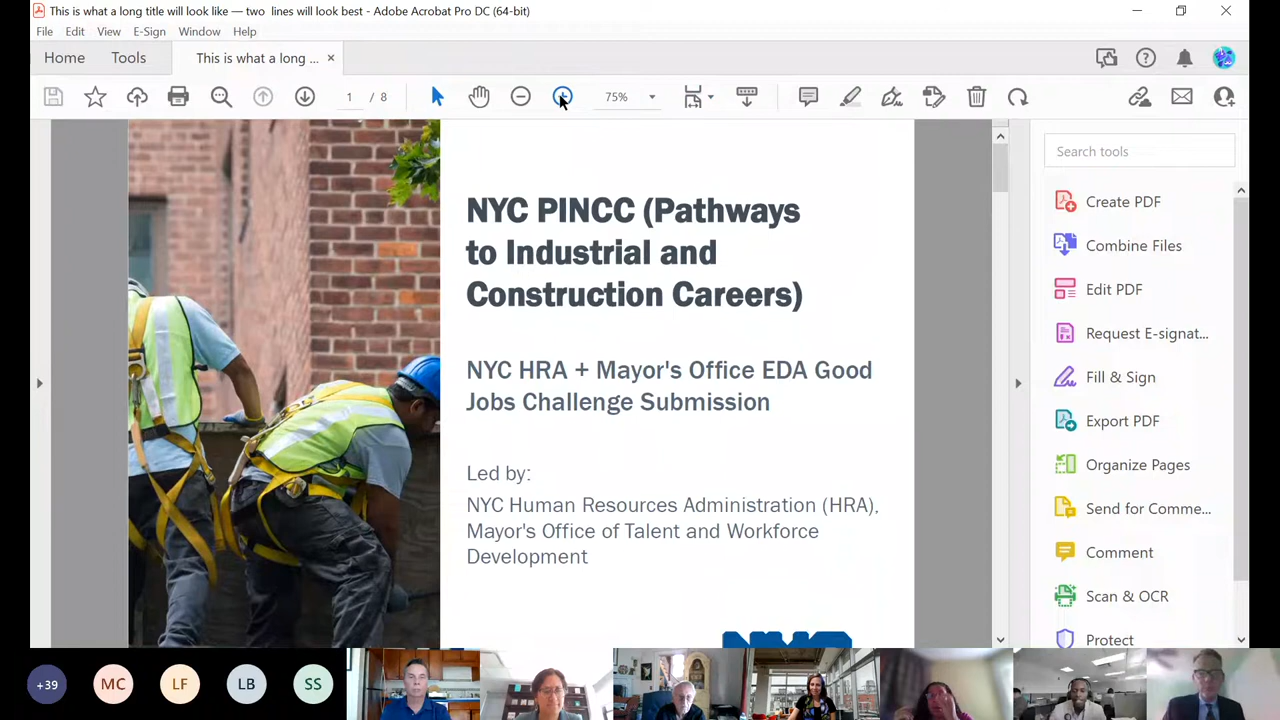 This is what a long title will look like — two lines will look best - Adobe Acrobat Pro DC (64-bit)
File Edit View E-Sign Window Help
Home Tools This is what a long ... ×
1 / 8 75%
Search tools
NYC PINCC (Pathways
to Industrial and
Construction Careers)
NYC HRA + Mayor's Office EDA Good
Jobs Challenge Submission
Led by:
NYC Human Resources Administration (HRA),
Mayor's Office of Talent and Workforce
Development
Create PDF
Combine Files
Edit PDF
Request E-signat...
Fill & Sign
Export PDF
Organize Pages
Send for Comme...
Comment
Scan & OCR
Protect
+39 MC LF LB SS